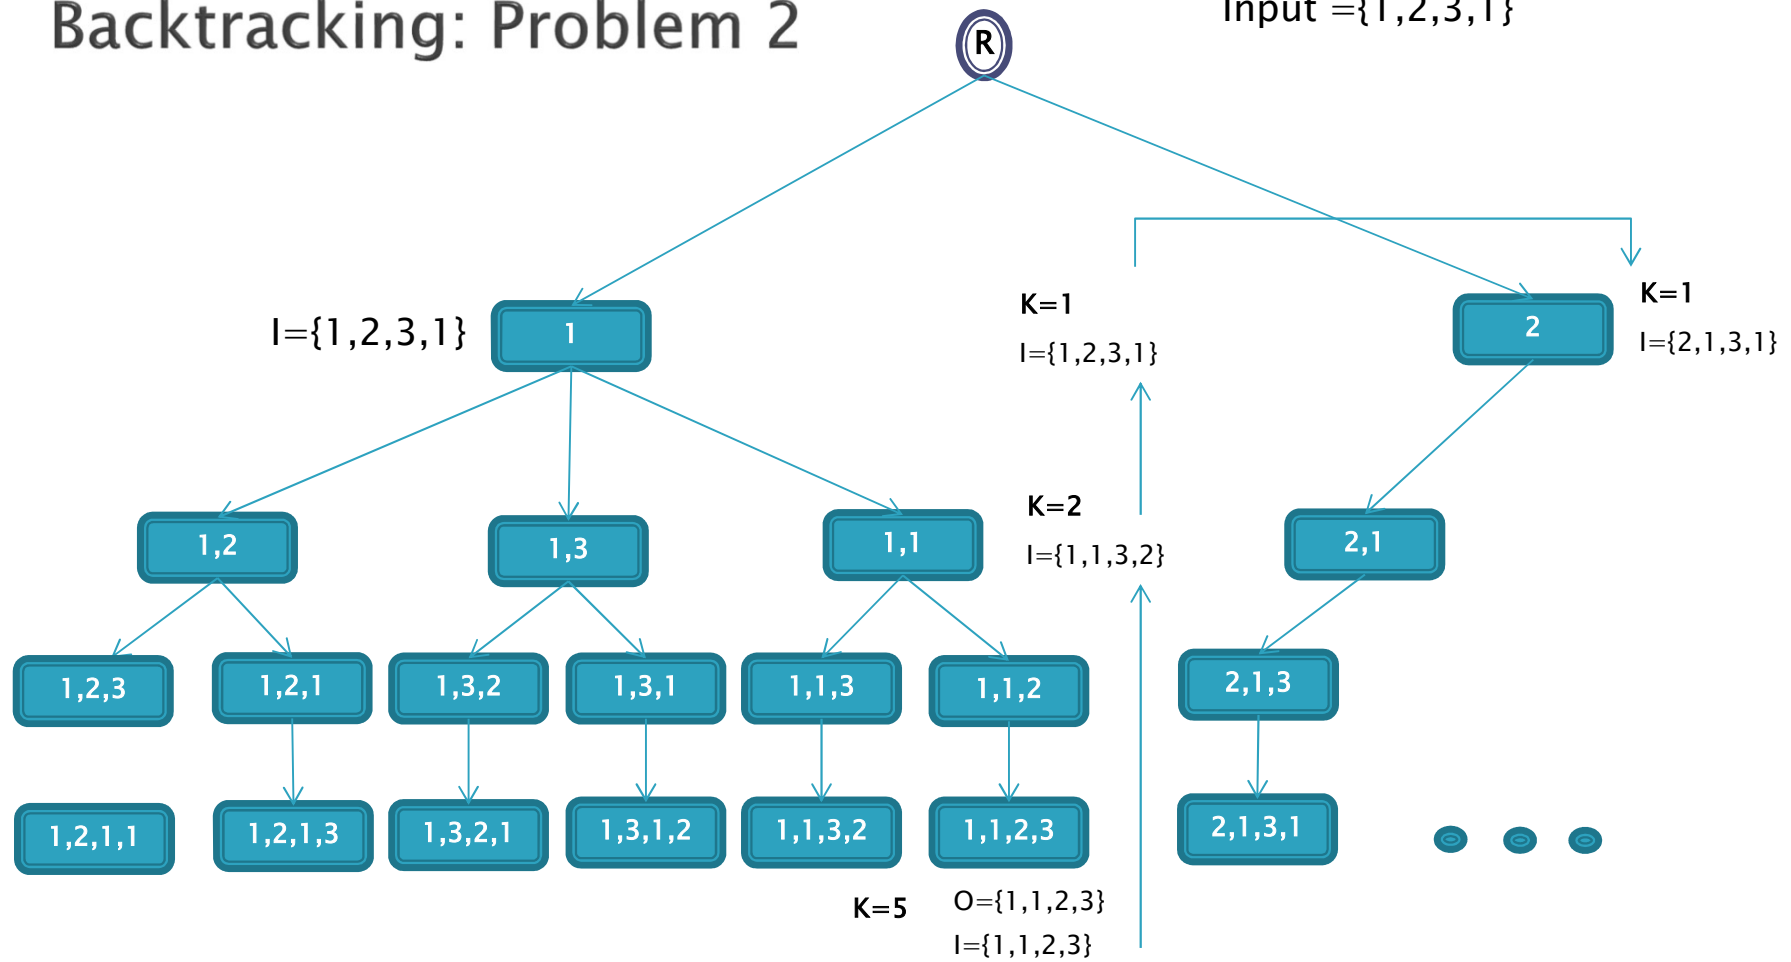 Backtracking: Problem 2
Input ={1,2,3,1}
R
I={1,2,3,1}
1
K=1
I={1,2,3,1}
2
K=1
I={2,1,3,1}
1,2
1,3
1,1
K=2
I={1,1,3,2}
2,1
1,2,3
1,2,1
1,3,2
1,3,1
1,1,3
1,1,2
2,1,3
1,2,1,1
1,2,1,3
1,3,2,1
1,3,1,2
1,1,3,2
1,1,2,3
2,1,3,1
K=5
O={1,1,2,3}
I={1,1,2,3}